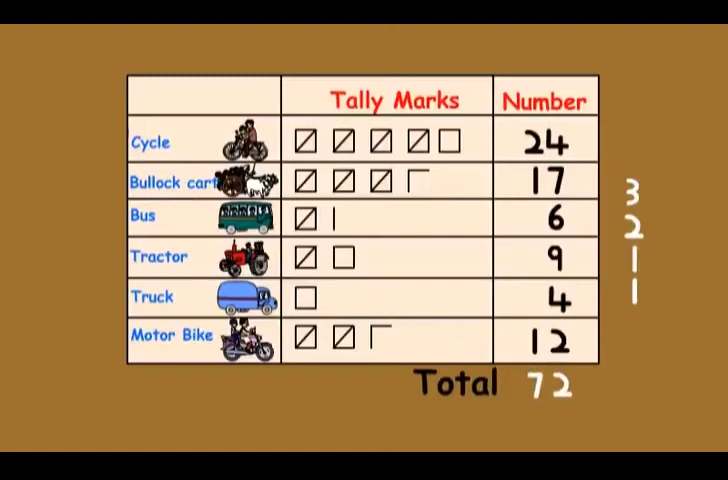 Tally Marks Number
Cycle 24
Bullock cart 17
Bus 6
Tractor 9
Truck 4
Motor Bike 12
Total 72
3
2
1
1